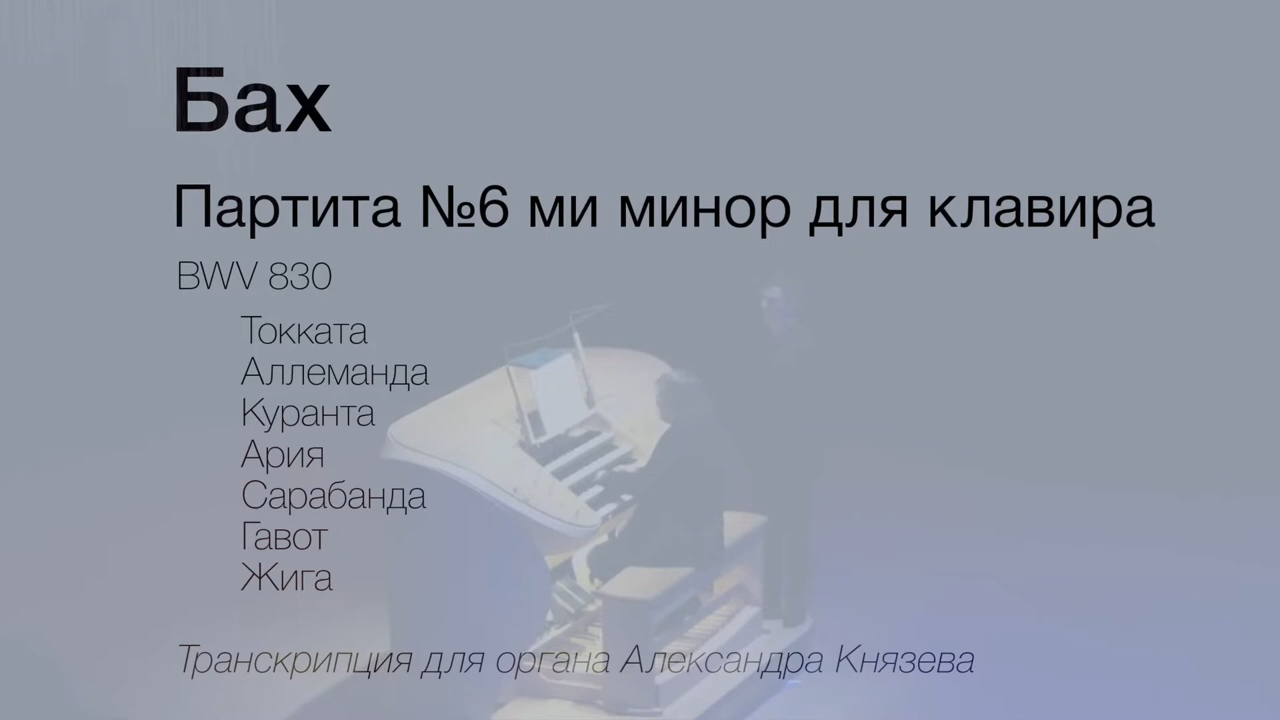 Бах
Партита №6 ми минор для клавира
BWV 830
Токката
Аллеманда
Куранта
Ария
Сарабанда
Гавот
Жига
Транскрипция для органа Александра Князева